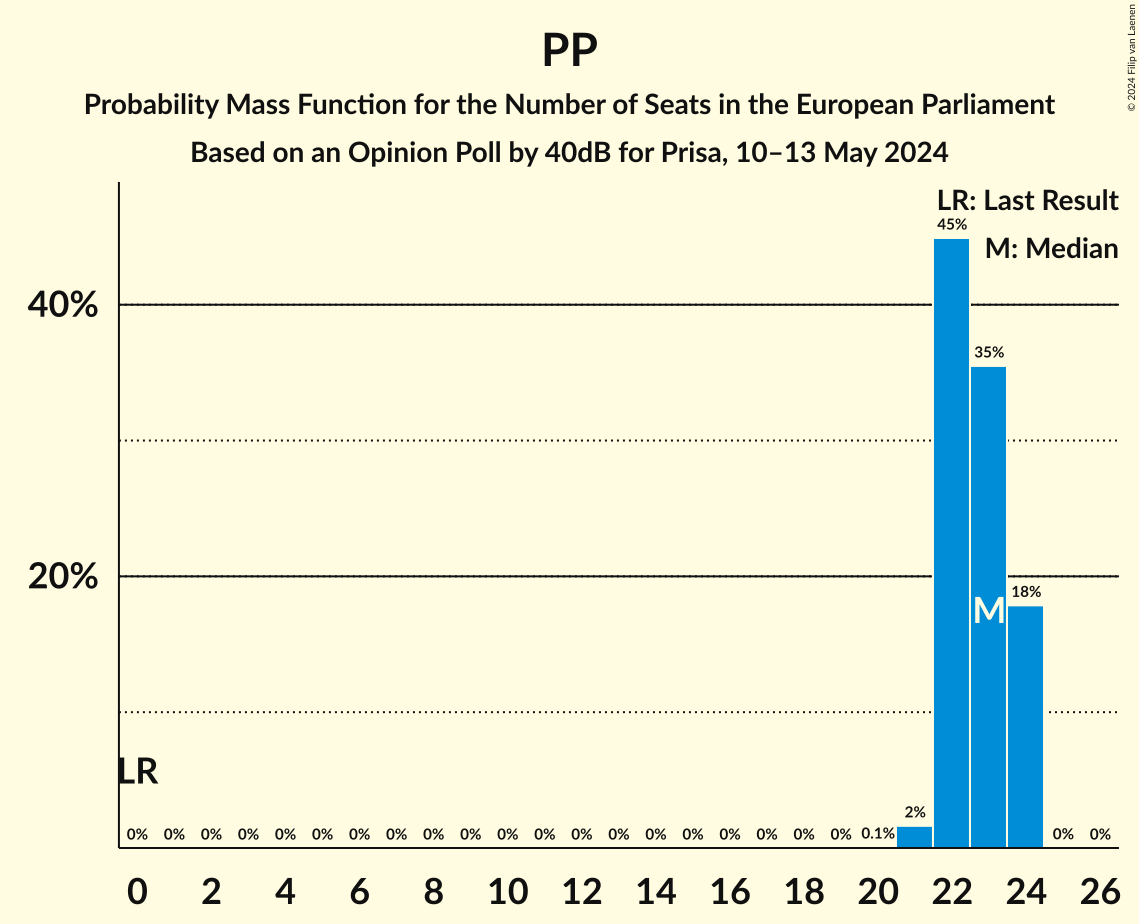 PP
Probability Mass Function for the Number of Seats in the European Parliament
Based on an Opinion Poll by 40dB for Prisa, 10–13 May 2024
© 2024 Filip van Laenen
LR: Last Result
M: Median
45%
40%
35%
20%
18%
M
LR
2%
0% 0% 0% 0% 0% 0% 0% 0% 0% 0% 0% 0% 0% 0% 0% 0% 0% 0% 0% 0% 0.1% 0% 0%
0 2 4 6 8 10 12 14 16 18 20 22 24 26